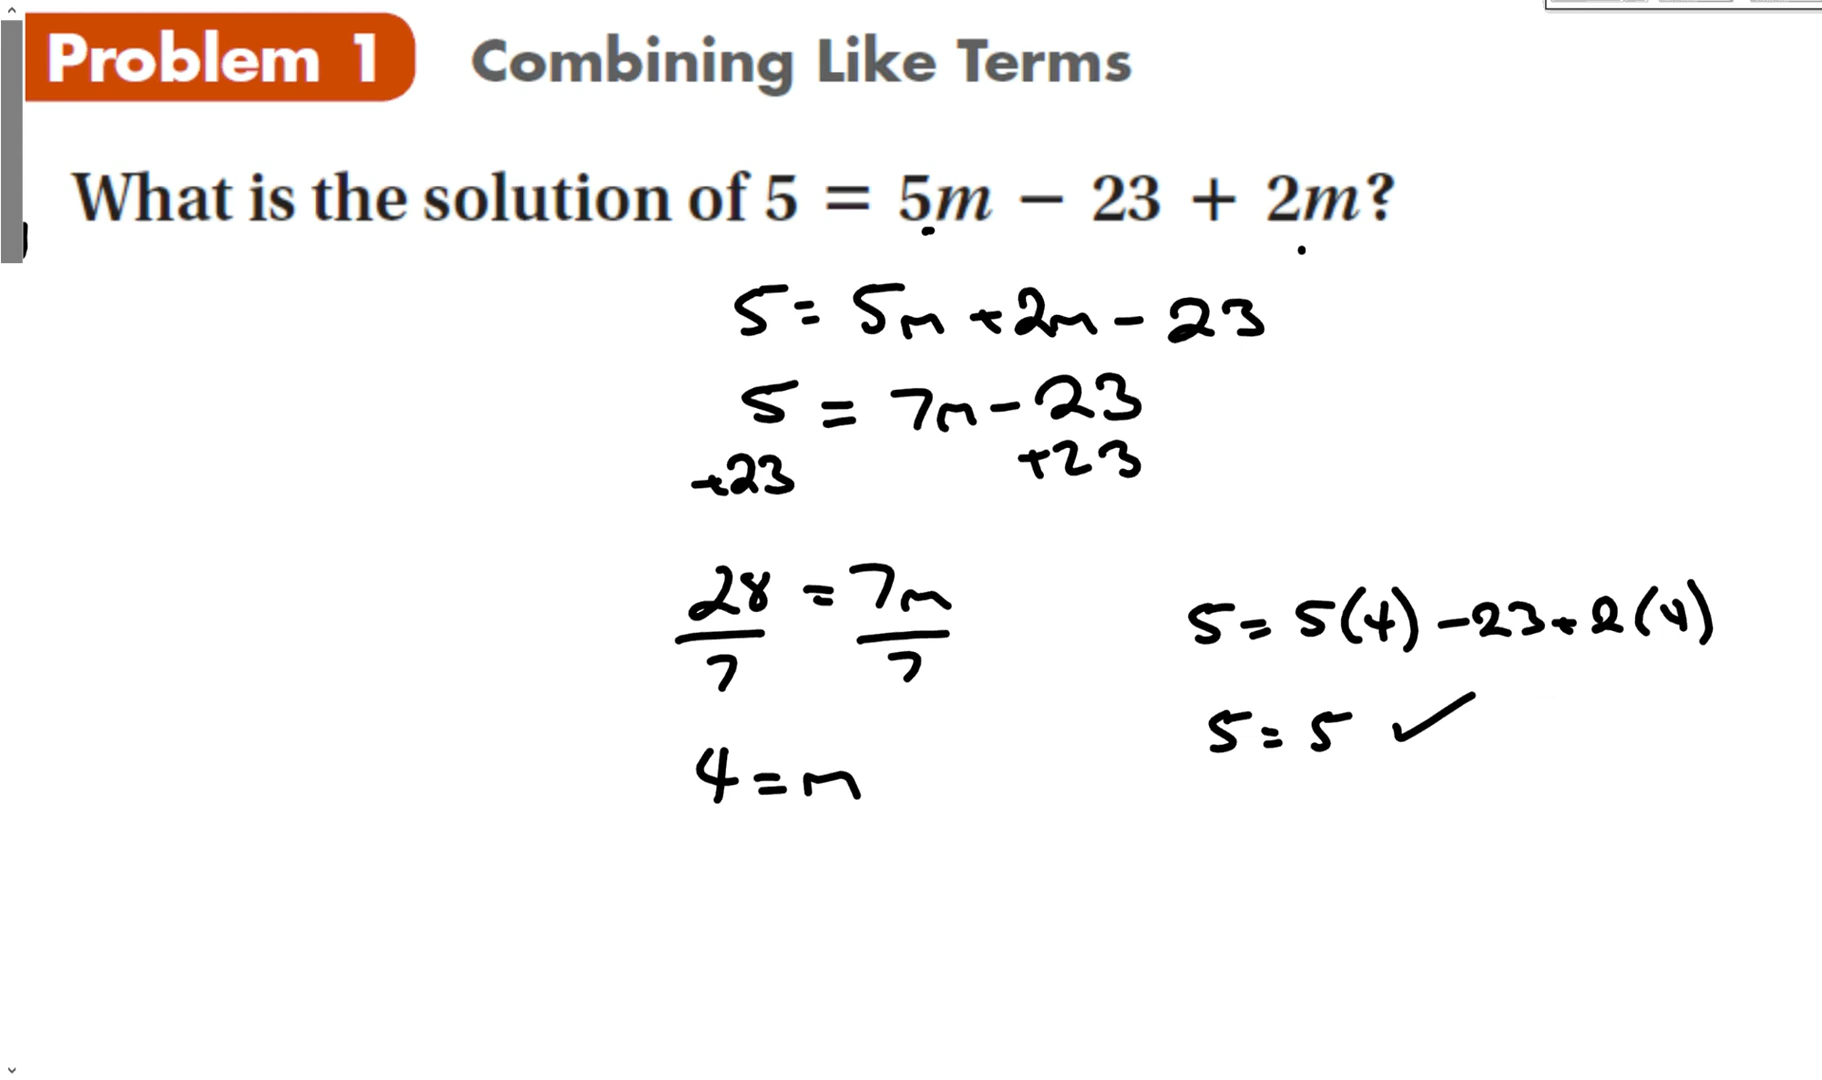 Problem 1 Combining Like Terms
What is the solution of 5 = 5m − 23 + 2m?
5 = 5m + 2m - 23
5 = 7m - 23
+23 +23
28 = 7m
7 7
4 = m
5 = 5(4) - 23 + 2(4)
5 = 5 ✓